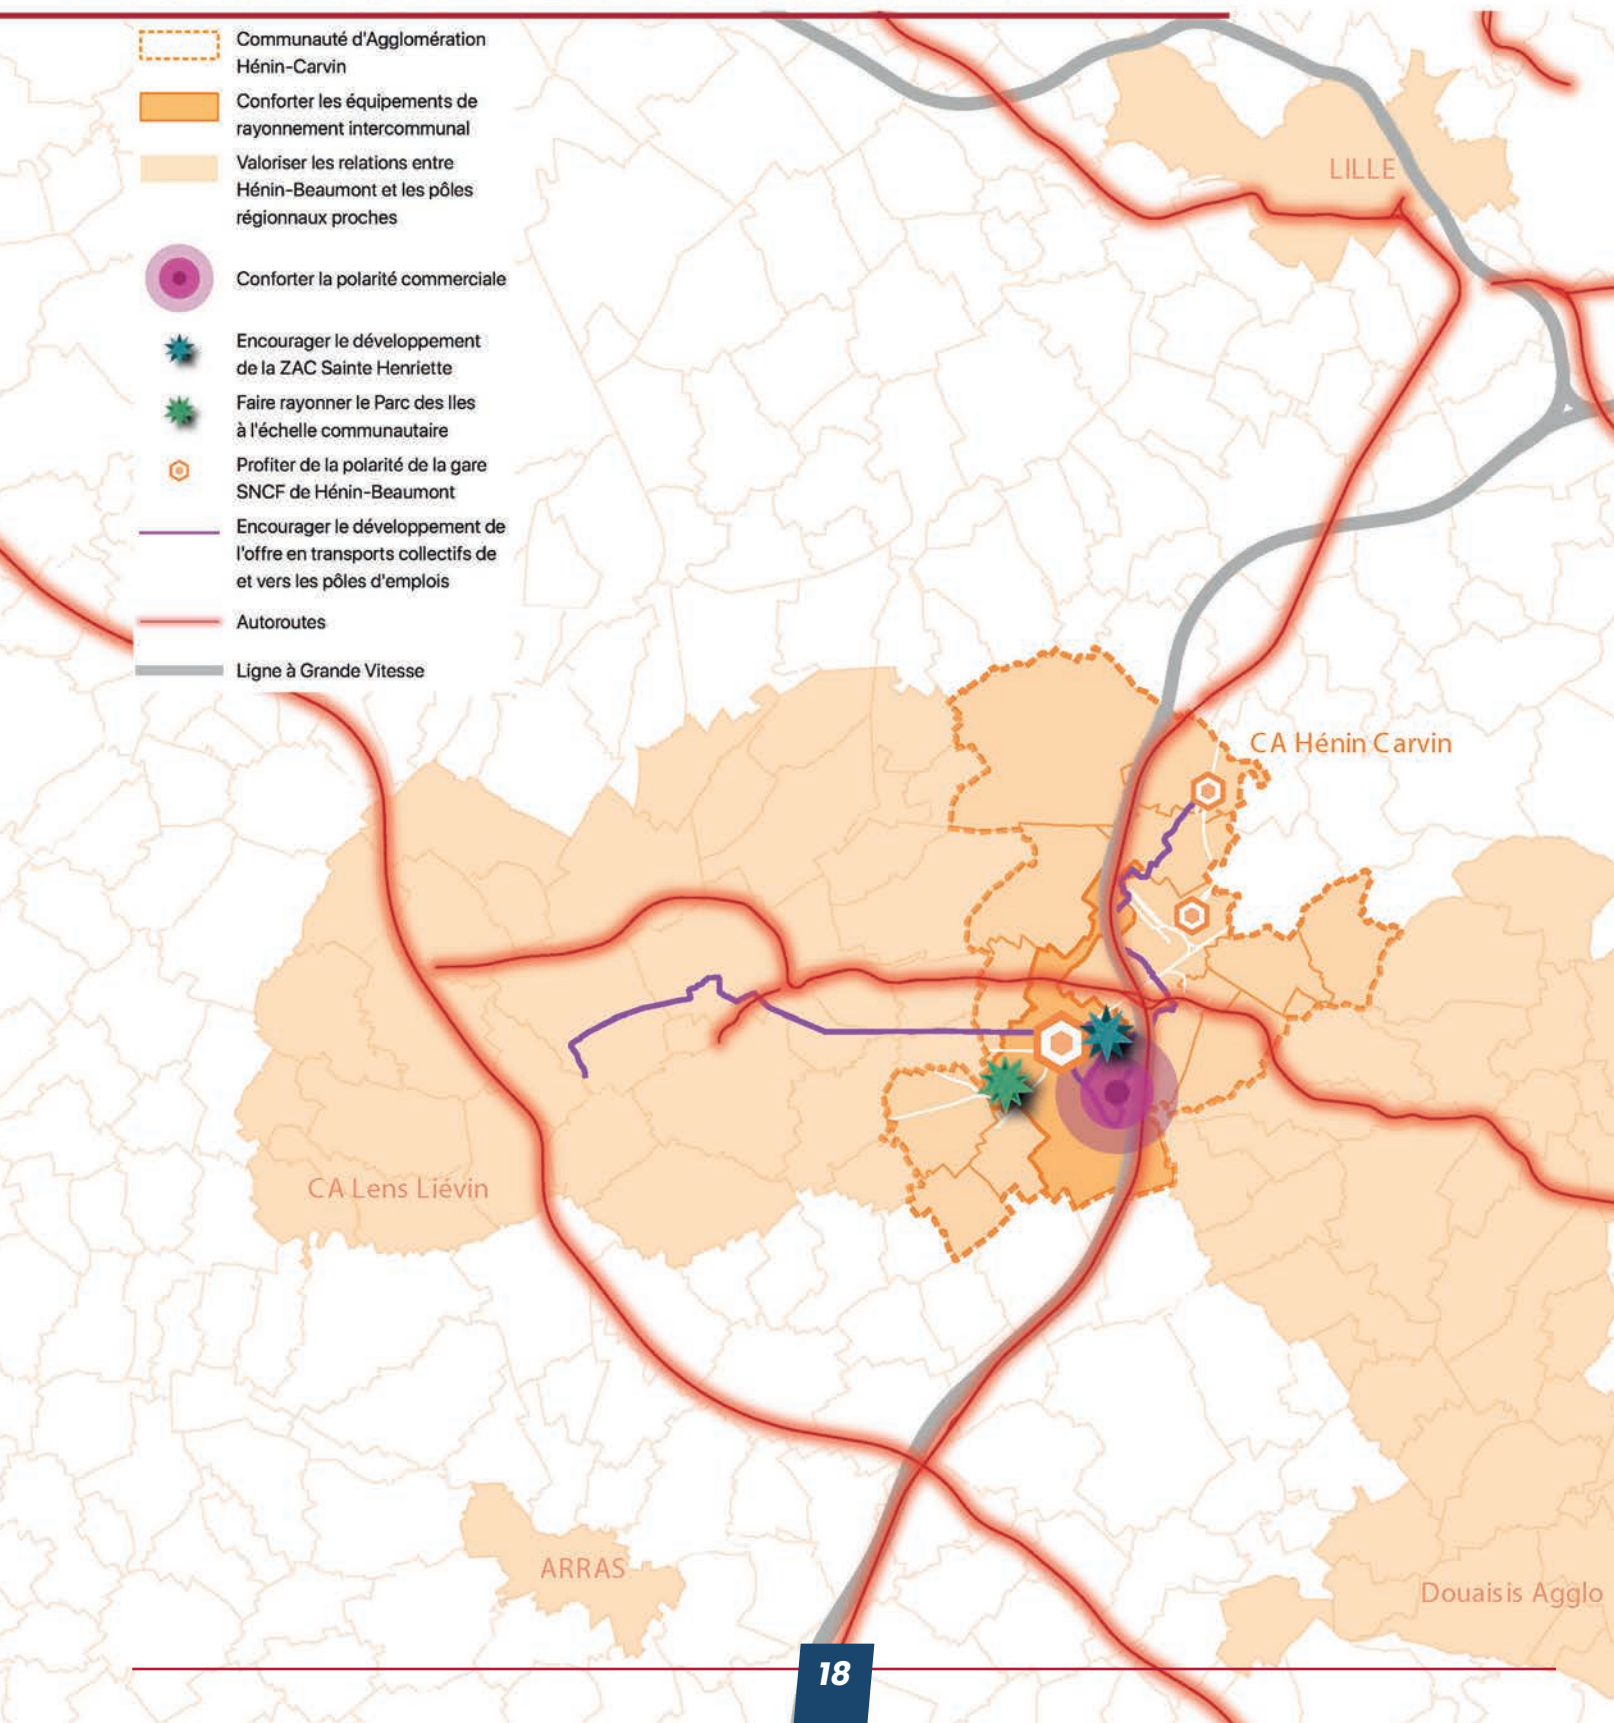 Communauté d'Agglomération
Hénin-Carvin
Conforter les équipements de
rayonnement intercommunal
Valoriser les relations entre
Hénin-Beaumont et les pôles
régionnaux proches
Conforter la polarité commerciale
Encourager le développement
de la ZAC Sainte Henriette
Faire rayonner le Parc des Iles
à l'échelle communautaire
Profiter de la polarité de la gare
SNCF de Hénin-Beaumont
Encourager le développement de
l'offre en transports collectifs de
et vers les pôles d'emplois
Autoroutes
Ligne à Grande Vitesse
LILLE
CA Hénin Carvin
CA Lens Liévin
ARRAS
Douaisis Agglo
18